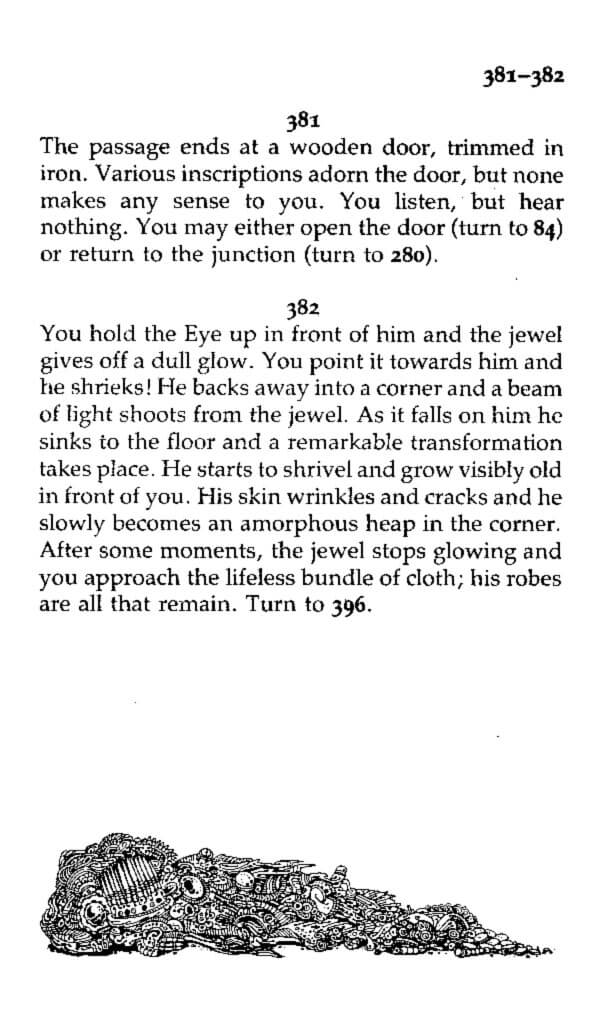 381–382
381
The passage ends at a wooden door, trimmed in
iron. Various inscriptions adorn the door, but none
makes any sense to you. You listen, but hear
nothing. You may either open the door (turn to 84)
or return to the junction (turn to 280).
382
You hold the Eye up in front of him and the jewel
gives off a dull glow. You point it towards him and
he shrieks! He backs away into a corner and a beam
of light shoots from the jewel. As it falls on him he
sinks to the floor and a remarkable transformation
takes place. He starts to shrivel and grow visibly old
in front of you. His skin wrinkles and cracks and he
slowly becomes an amorphous heap in the corner.
After some moments, the jewel stops glowing and
you approach the lifeless bundle of cloth; his robes
are all that remain. Turn to 396.